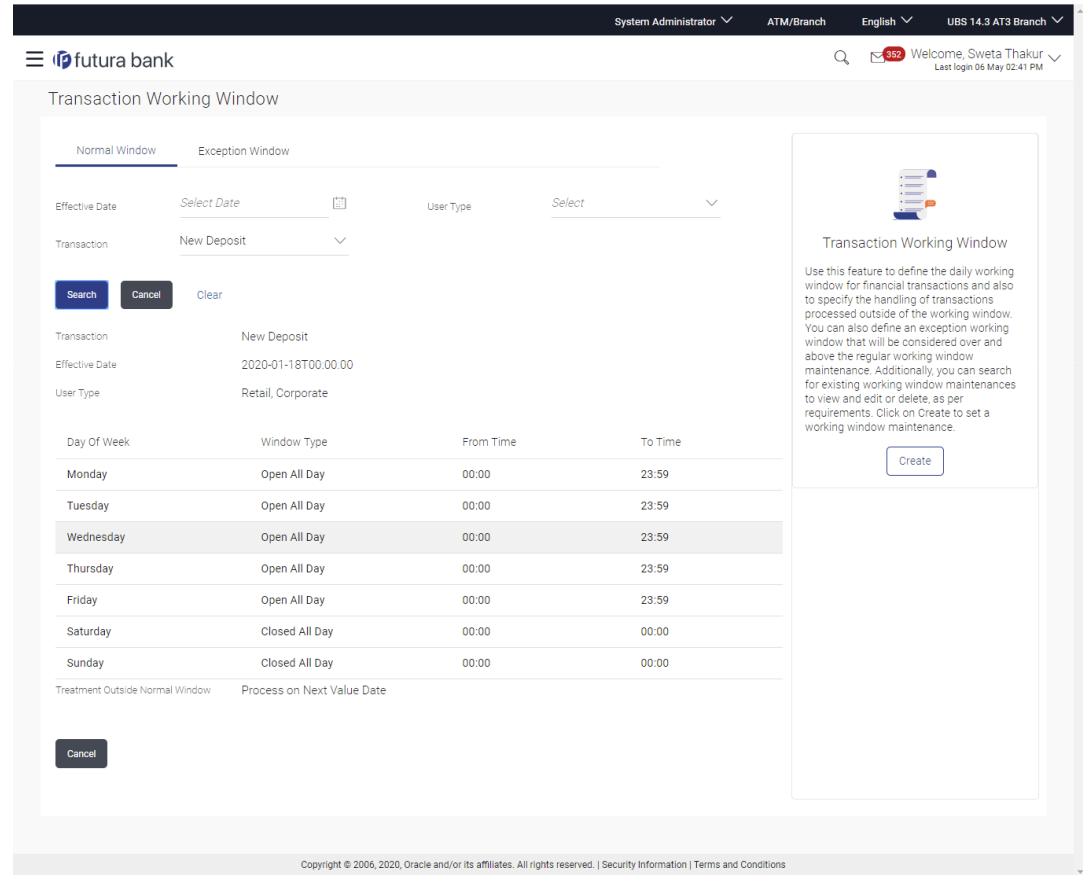 System Administrator ATM/Branch English UBS 14.3 AT3 Branch
futura bank 352 Welcome, Sweta Thakur
Last login 06 May 02:41 PM
Transaction Working Window
Normal Window Exception Window
Effective Date Select Date User Type Select
Transaction New Deposit
Search Cancel Clear
Transaction New Deposit
Effective Date 2020-01-18T00:00:00
User Type Retail, Corporate
Day Of Week Window Type From Time To Time
Monday Open All Day 00:00 23:59
Tuesday Open All Day 00:00 23:59
Wednesday Open All Day 00:00 23:59
Thursday Open All Day 00:00 23:59
Friday Open All Day 00:00 23:59
Saturday Closed All Day 00:00 00:00
Sunday Closed All Day 00:00 00:00
Treatment Outside Normal Window Process on Next Value Date
Cancel
Transaction Working Window
Use this feature to define the daily working
window for financial transactions and also
to specify the handling of transactions
processed outside of the working window.
You can also define an exception working
window that will be considered over and
above the regular working window
maintenance. Additionally, you can search
for existing working window maintenances
to view and edit or delete, as per
requirements. Click on Create to set a
working window maintenance.
Create
Copyright © 2006, 2020, Oracle and/or its affiliates. All rights reserved. | Security Information | Terms and Conditions